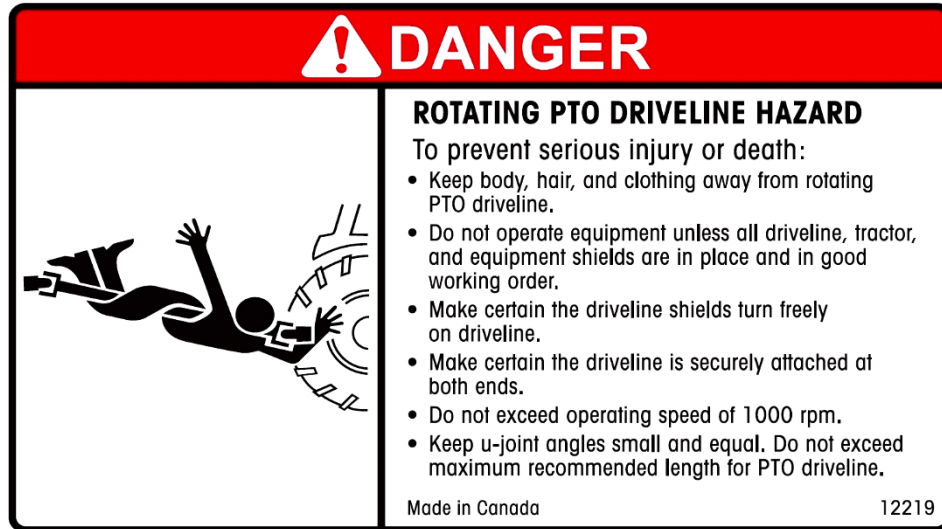 DANGER
ROTATING PTO DRIVELINE HAZARD
To prevent serious injury or death:
• Keep body, hair, and clothing away from rotating
PTO driveline.
• Do not operate equipment unless all driveline, tractor,
and equipment shields are in place and in good
working order.
• Make certain the driveline shields turn freely
on driveline.
• Make certain the driveline is securely attached at
both ends.
• Do not exceed operating speed of 1000 rpm.
• Keep u-joint angles small and equal. Do not exceed
maximum recommended length for PTO driveline.
Made in Canada 12219